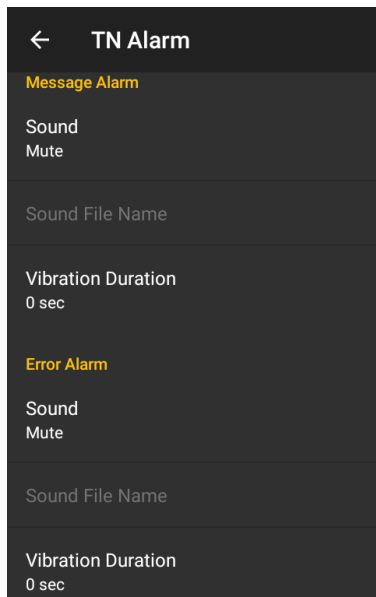 TN Alarm
Message Alarm
Sound
Mute
Sound File Name
Vibration Duration
0 sec
Error Alarm
Sound
Mute
Sound File Name
Vibration Duration
0 sec